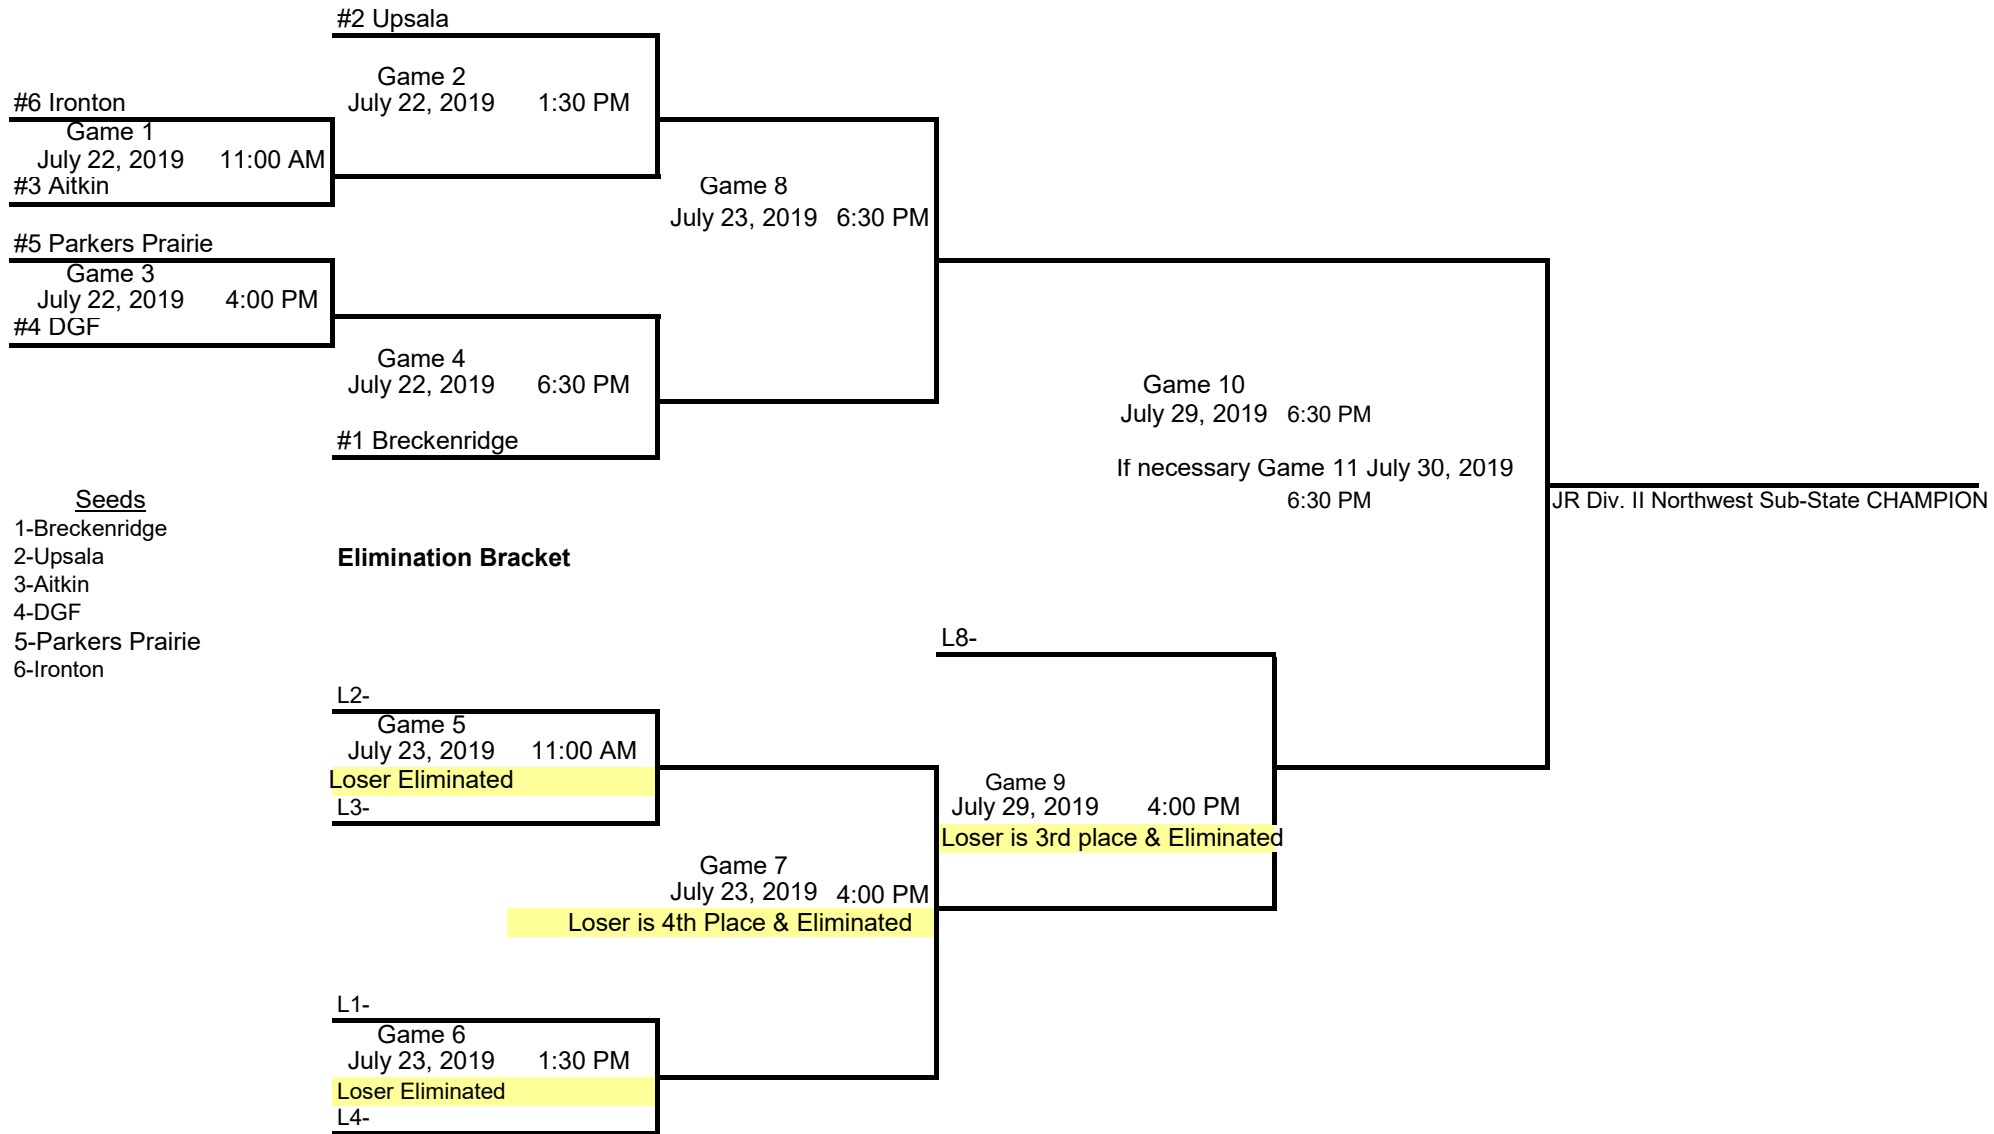 #2 Upsala
Game 2
July 22, 2019 1:30 PM
#6 Ironton
Game 1
July 22, 2019 11:00 AM
#3 Aitkin
Game 8
July 23, 2019 6:30 PM
#5 Parkers Prairie
Game 3
July 22, 2019 4:00 PM
#4 DGF
Game 4
July 22, 2019 6:30 PM
#1 Breckenridge
Game 10
July 29, 2019 6:30 PM
If necessary Game 11 July 30, 2019
6:30 PM
JR Div. II Northwest Sub-State CHAMPION
Seeds
1-Breckenridge
2-Upsala
3-Aitkin
4-DGF
5-Parkers Prairie
6-Ironton
Elimination Bracket
L8-
L2-
Game 5
July 23, 2019 11:00 AM
Loser Eliminated
L3-
Game 9
July 29, 2019 4:00 PM
Loser is 3rd place & Eliminated
Game 7
July 23, 2019 4:00 PM
Loser is 4th Place & Eliminated
L1-
Game 6
July 23, 2019 1:30 PM
Loser Eliminated
L4-